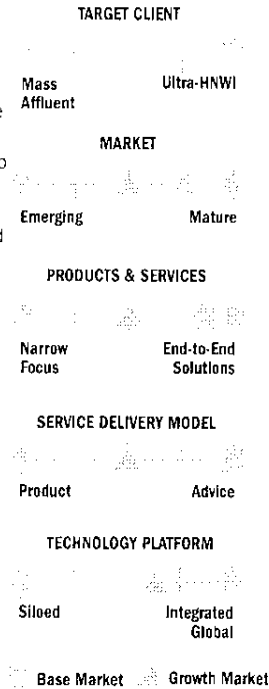 TARGET CLIENT
Mass
Affluent
Ultra-HNWI
MARKET
Emerging
Mature
PRODUCTS & SERVICES
Narrow
Focus
End-to-End
Solutions
SERVICE DELIVERY MODEL
Product
Advice
TECHNOLOGY PLATFORM
Siloed
Integrated
Global
Base Market
Growth Market